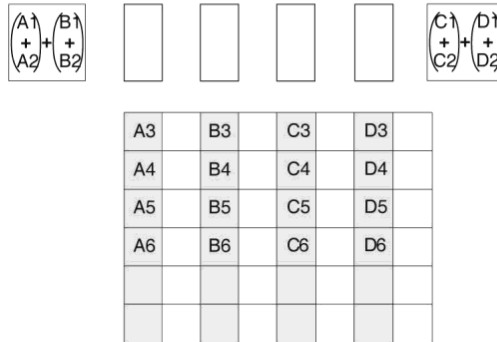 (A1 + A2) + (B1 + B2)
(C1 + C2) + (D1 + D2)
A3 B3 C3 D3
A4 B4 C4 D4
A5 B5 C5 D5
A6 B6 C6 D6